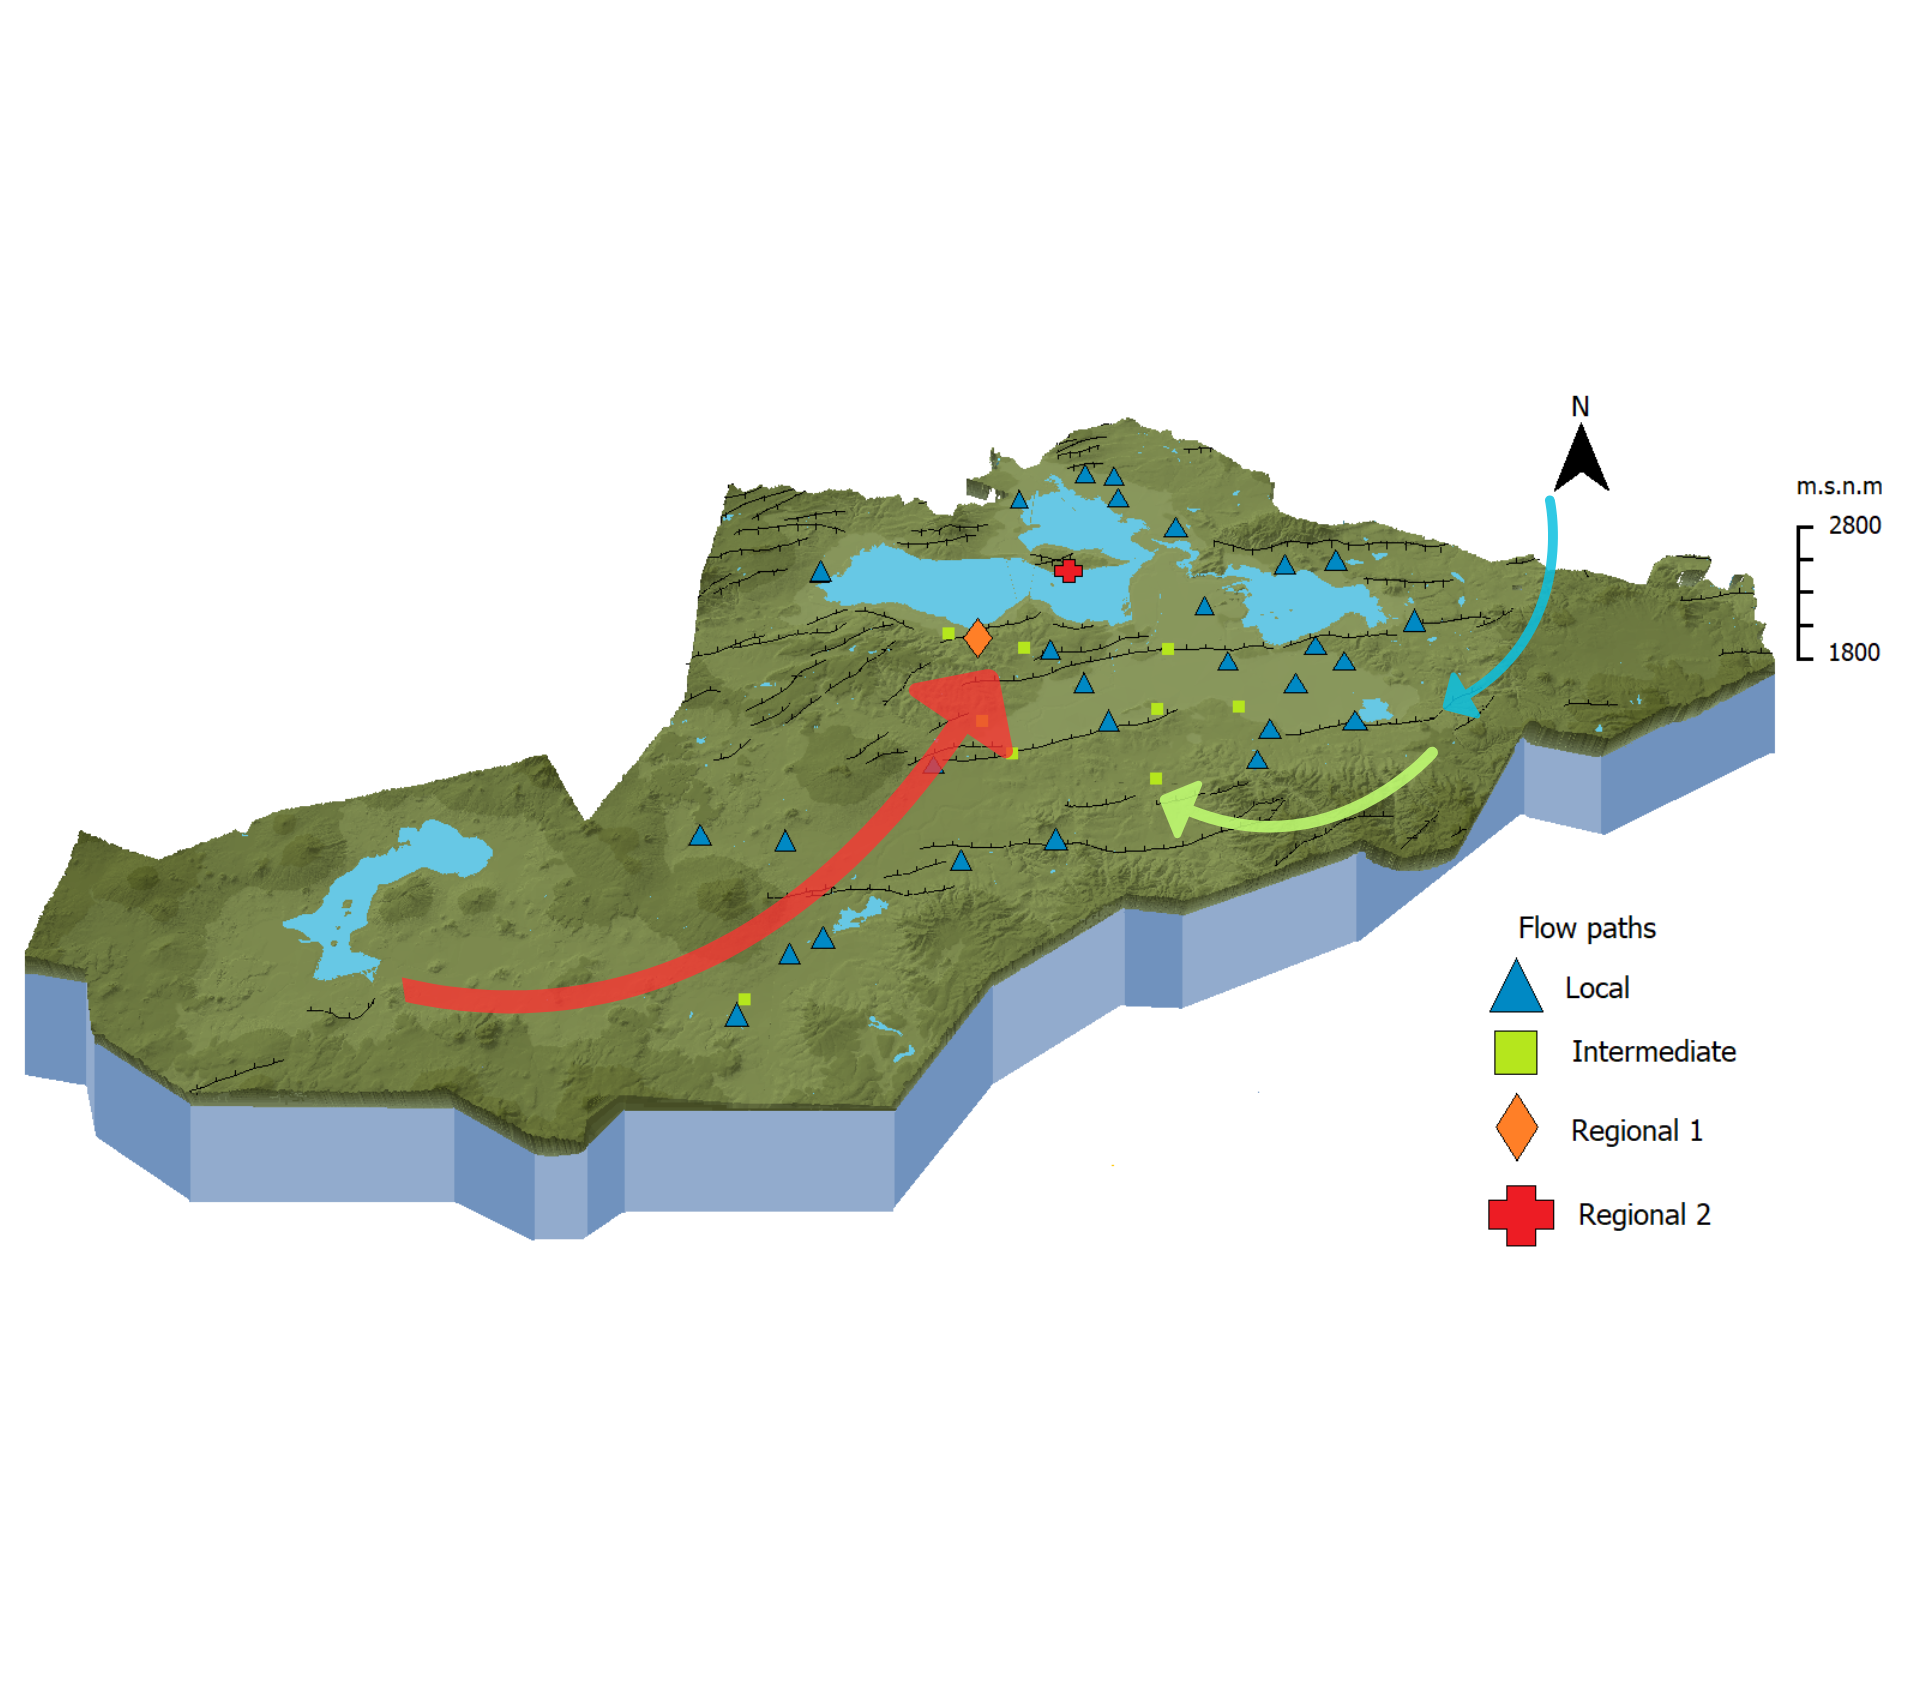 N
m.s.n.m
2800
1800
Flow paths
Local
Intermediate
Regional 1
Regional 2